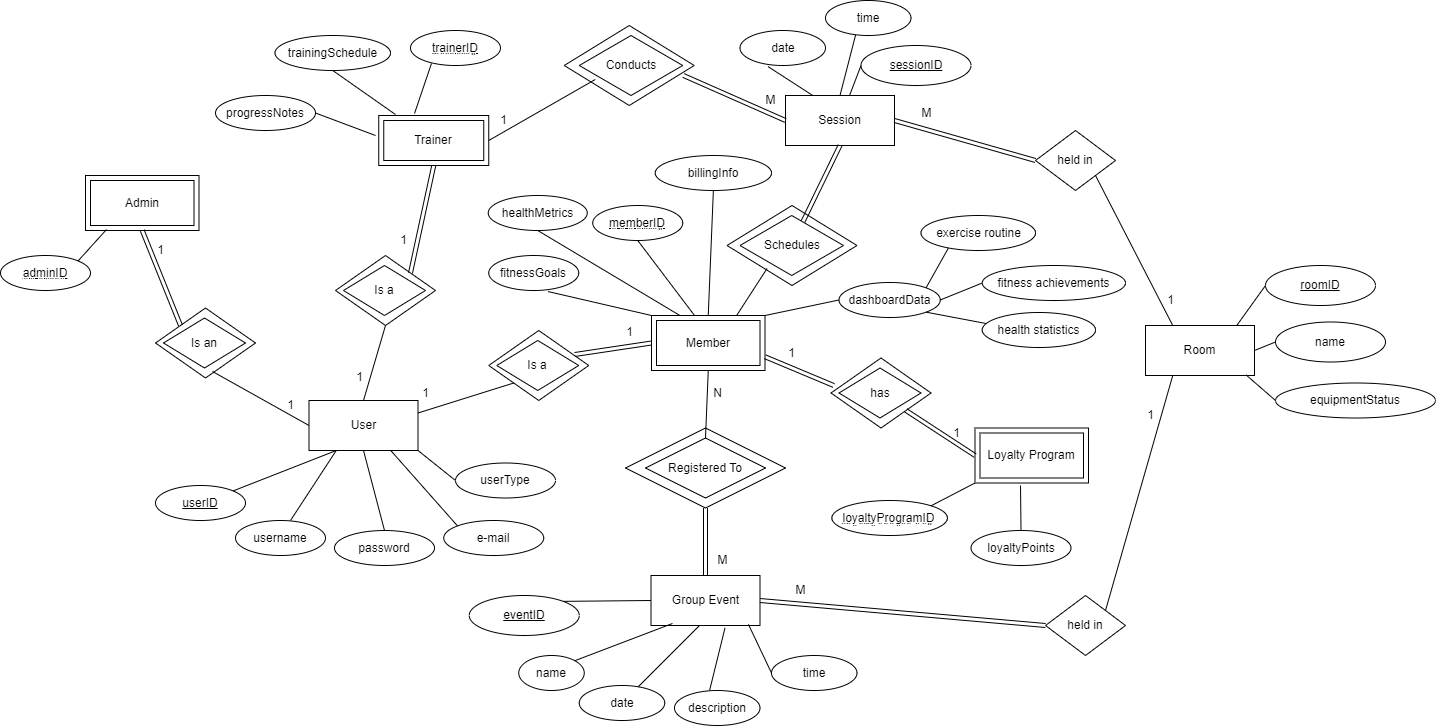 time
trainingSchedule
trainerID
date
Conducts
sessionID
M
progressNotes
M
1
Session
Trainer
held in
billingInfo
Admin
healthMetrics
memberID
exercise routine
1
1
Schedules
adminID
fitnessGoals
fitness achievements
Is a
dashboardData
roomID
1
health statistics
1
Is an
Member
name
Room
1
Is a
1
1
has
N
equipmentStatus
1
1
User
1
1
Loyalty Program
Registered To
userType
userID
loyaltyProgramID
username
password
e-mail
loyaltyPoints
M
M
Group Event
eventID
held in
name
time
date
description